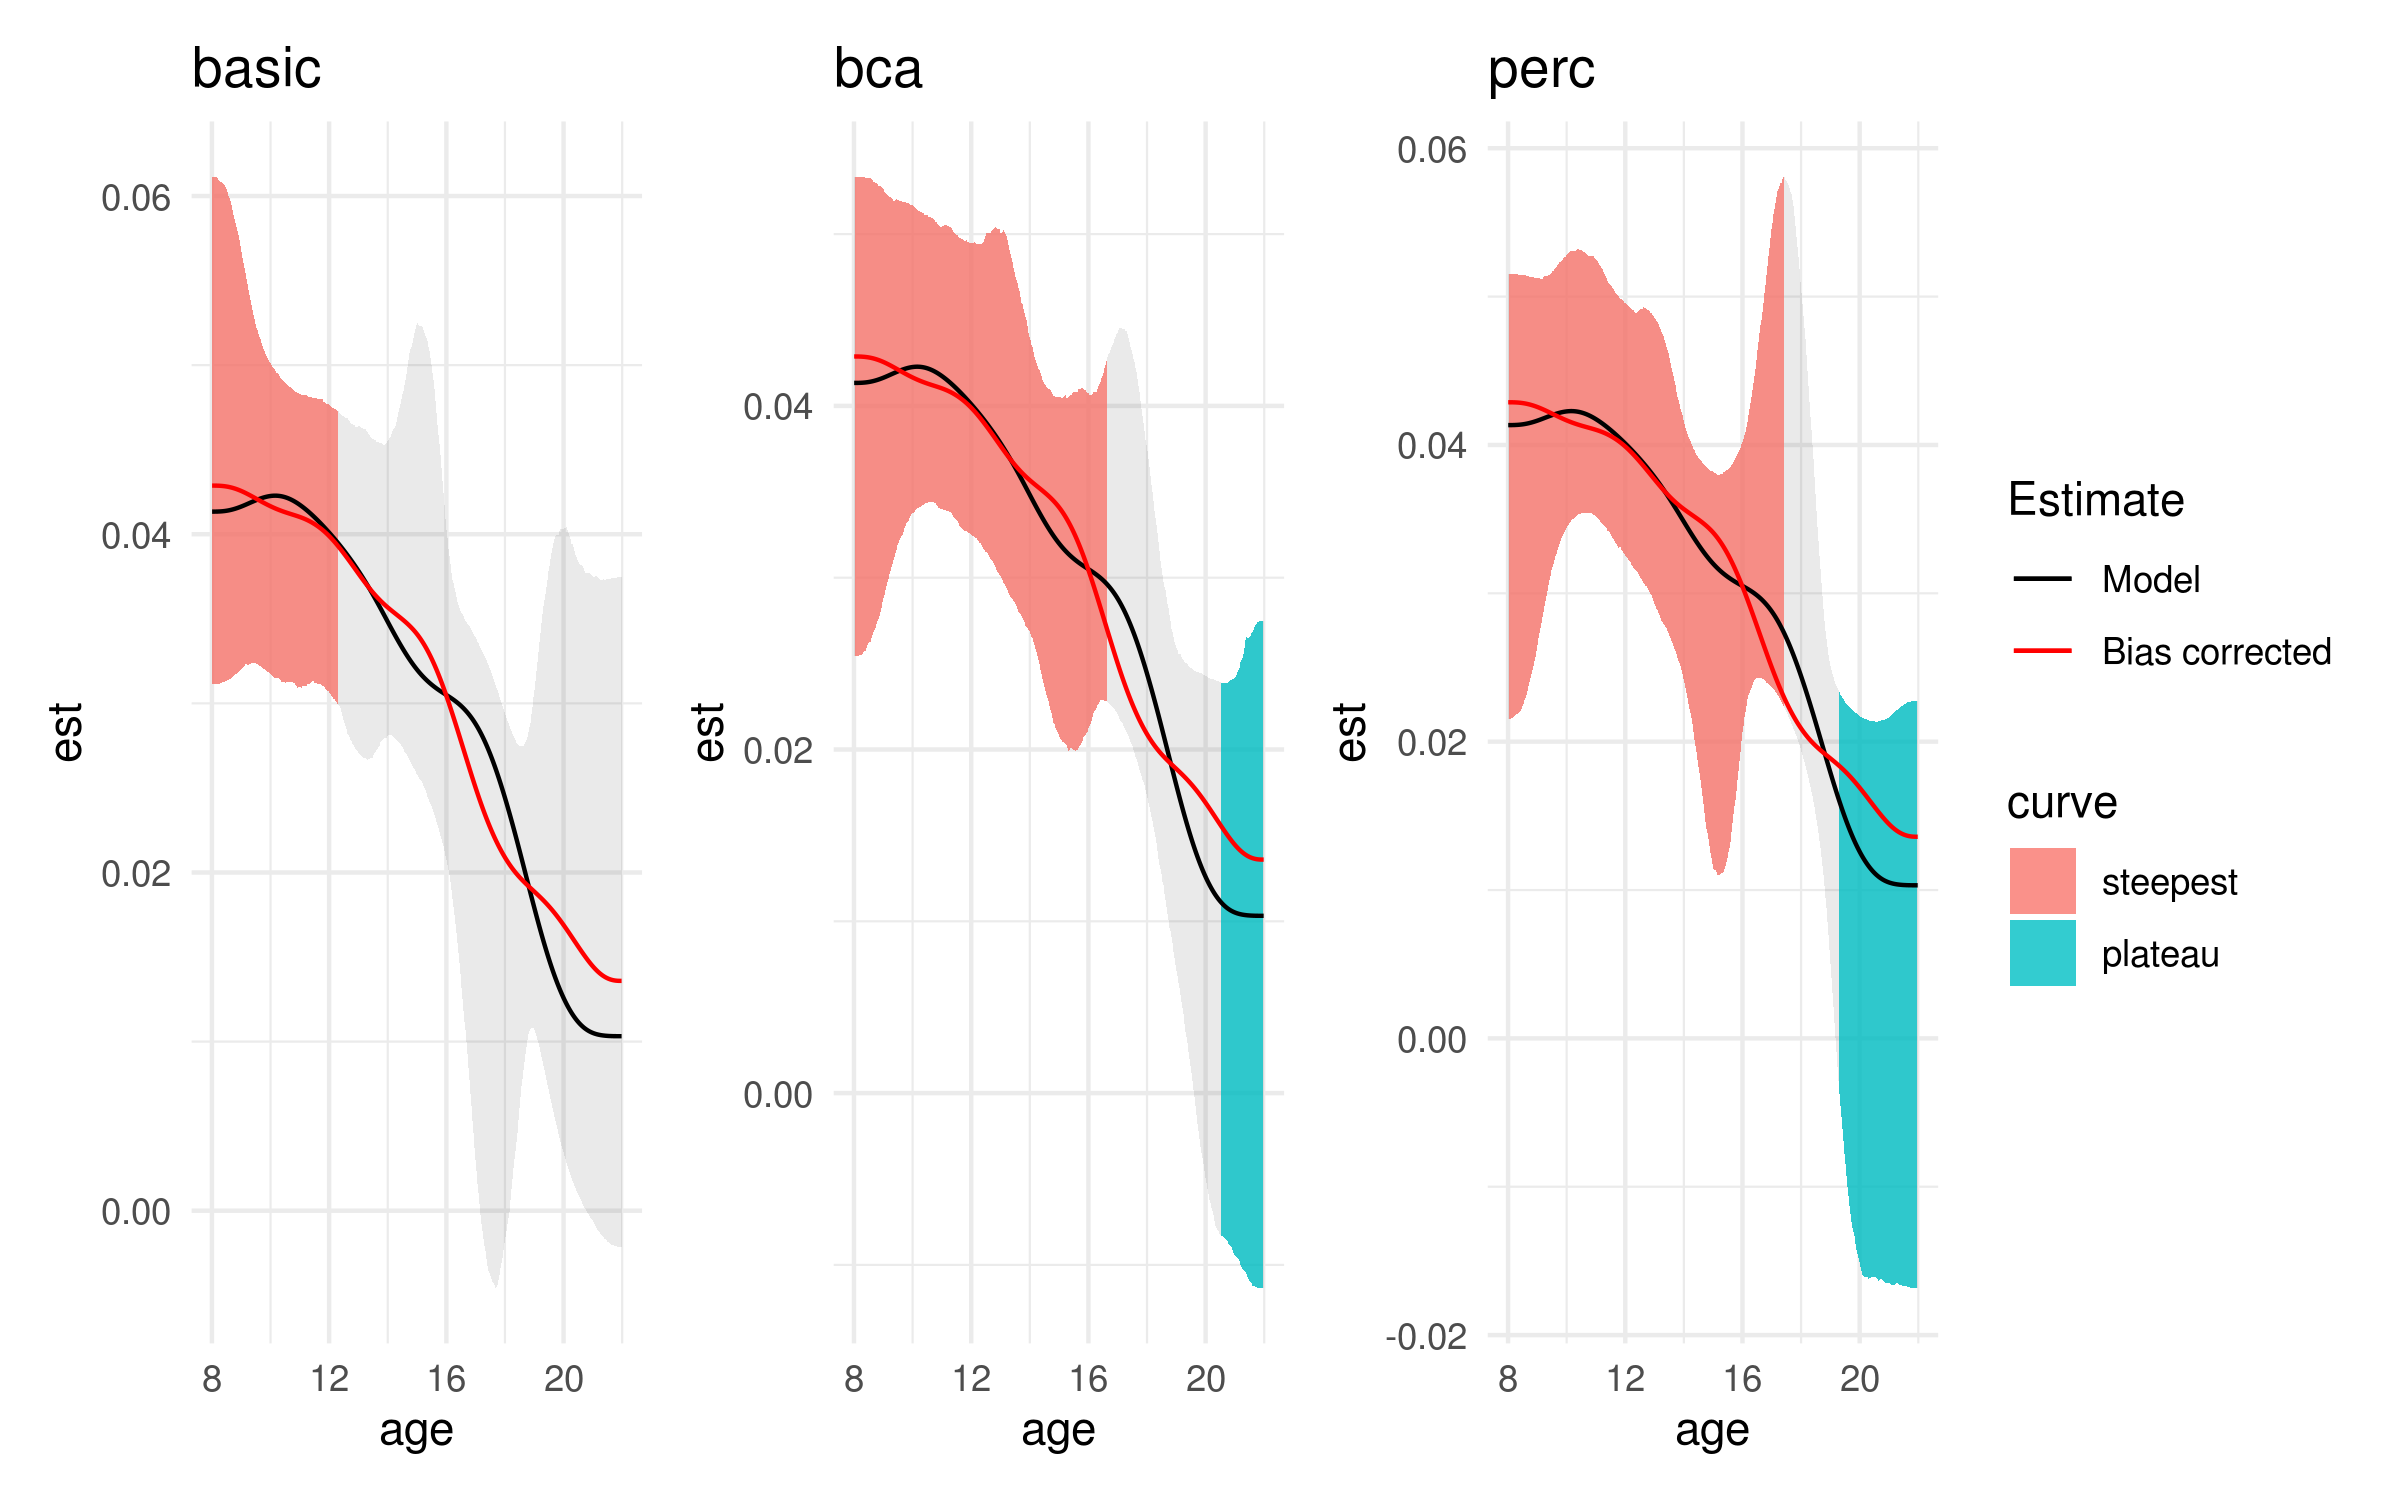 basic
bca
perc
0.06
0.04
0.02
0.00
est
8 12 16 20
age
0.04
0.02
0.00
est
8 12 16 20
age
0.06
0.04
0.02
0.00
-0.02
est
8 12 16 20
age
Estimate
Model
Bias corrected
curve
steepest
plateau